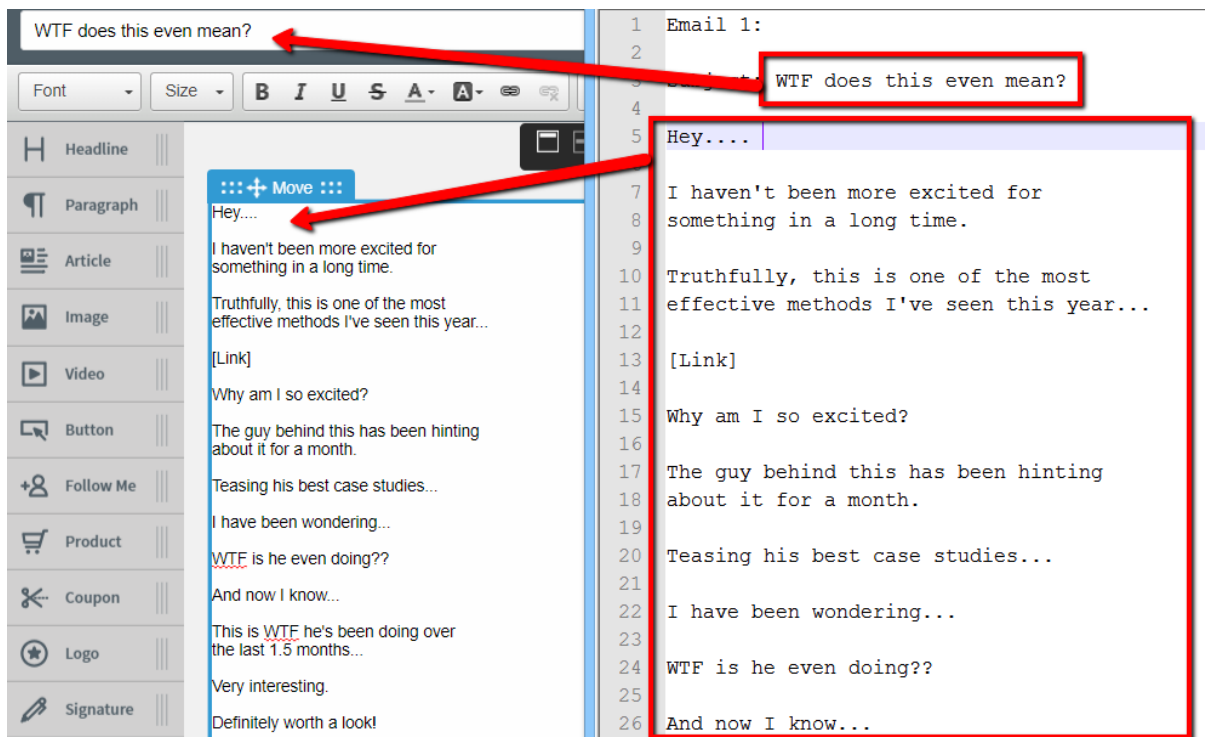 WTF does this even mean?
Font
Size
B I U S A A
Headline
Paragraph
Article
Image
Video
Button
Follow Me
Product
Coupon
Logo
Signature
Move
Hey....
I haven't been more excited for
something in a long time.
Truthfully, this is one of the most
effective methods I've seen this year...
[Link]
Why am I so excited?
The guy behind this has been hinting
about it for a month.
Teasing his best case studies...
I have been wondering...
WTF is he even doing??
And now I know...
This is WTF he's been doing over
the last 1.5 months...
Very interesting.
Definitely worth a look!
1 Email 1:
2
3 WTF does this even mean?
4
5 Hey....
7 I haven't been more excited for
8 something in a long time.
9
10 Truthfully, this is one of the most
11 effective methods I've seen this year...
12
13 [Link]
14
15 Why am I so excited?
16
17 The guy behind this has been hinting
18 about it for a month.
19
20 Teasing his best case studies...
21
22 I have been wondering...
23
24 WTF is he even doing??
25
26 And now I know...